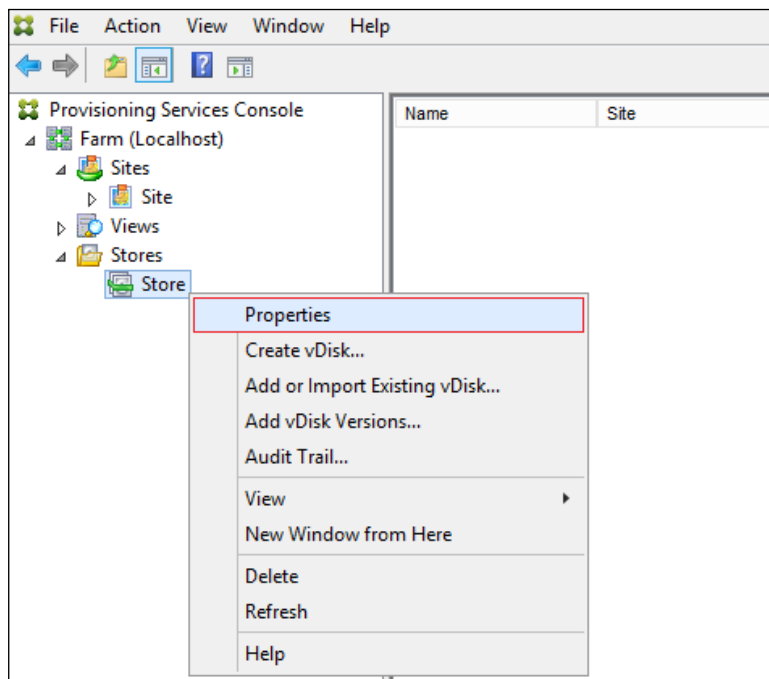 File Action View Window Help
Provisioning Services Console
Name Site
Farm (Localhost)
Sites
Site
Views
Stores
Store
Properties
Create vDisk...
Add or Import Existing vDisk...
Add vDisk Versions...
Audit Trail...
View
New Window from Here
Delete
Refresh
Help